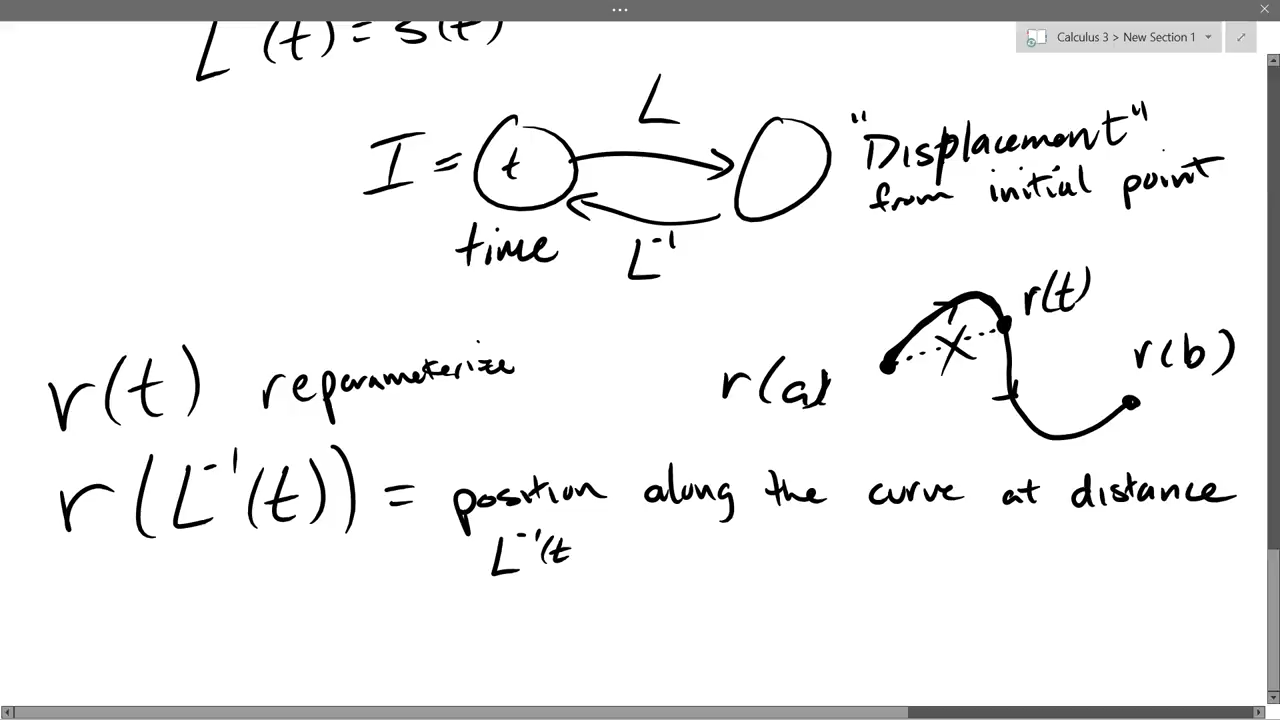 Calculus 3 > New Section 1
L (t) = s(t)
L
I = t
"Displacement"
from initial point
time
L⁻¹
r(t)
r(t) reparameterize
r(a)
r(b)
r(L⁻¹(t)) = position along the curve at distance
L⁻¹(t